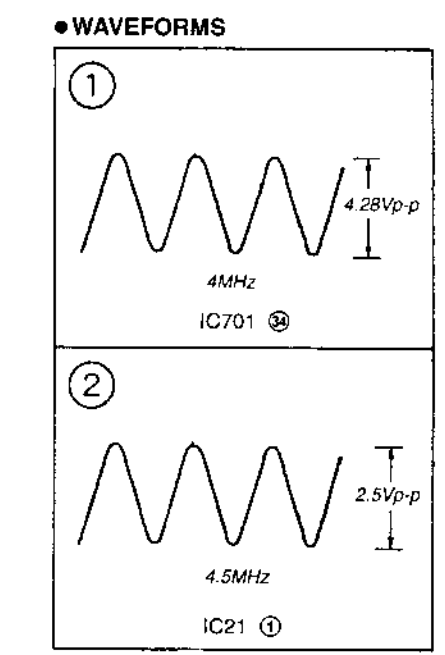 ● WAVEFORMS
①
4.28Vp-p
4MHz
IC701 ㉞
②
2.5Vp-p
4.5MHz
IC21 ①